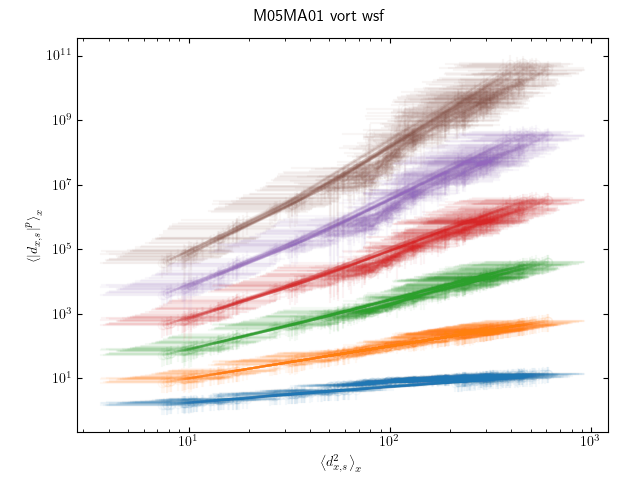 M05MA01 vort wsf
10^{11}
10^{9}
10^{7}
10^{5}
10^{3}
10^{1}
⟨|d_{x,s}|^p⟩_x
10^{1} 10^{2} 10^{3}
⟨d^2_{x,s}⟩_x